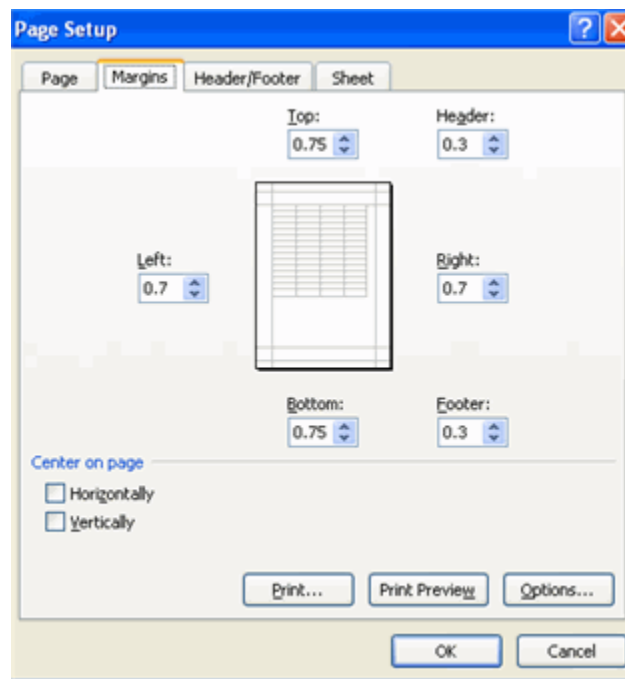 Page Setup
Page Margins Header/Footer Sheet
Top: Header:
0.75 0.3
Left: Right:
0.7 0.7
Bottom: Footer:
0.75 0.3
Center on page
Horizontally
Vertically
Print... Print Preview Options...
OK Cancel